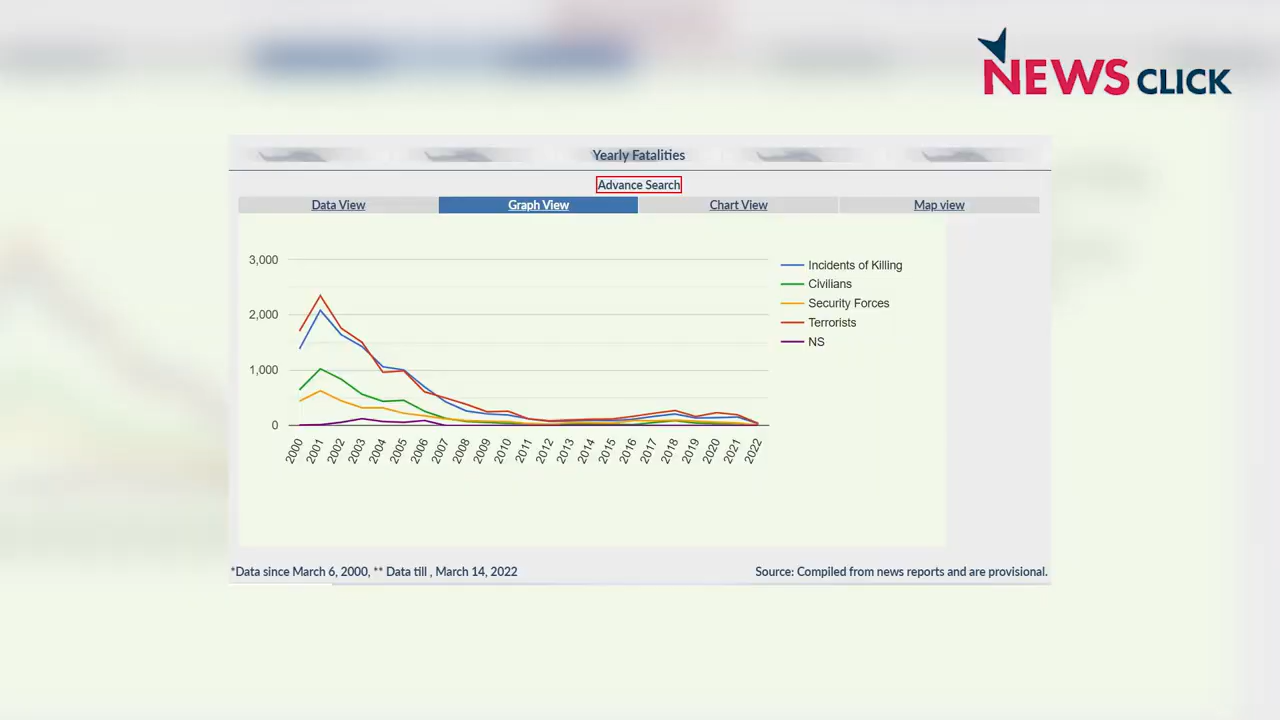 NEWS CLICK
Yearly Fatalities
Advance Search
Data View Graph View Chart View Map view
3,000
2,000
1,000
0
Incidents of Killing
Civilians
Security Forces
Terrorists
NS
2000 2001 2002 2003 2004 2005 2006 2007 2008 2009 2010 2011 2012 2013 2014 2015 2016 2017 2018 2019 2020 2021 2022
*Data since March 6, 2000, ** Data till , March 14, 2022 Source: Compiled from news reports and are provisional.